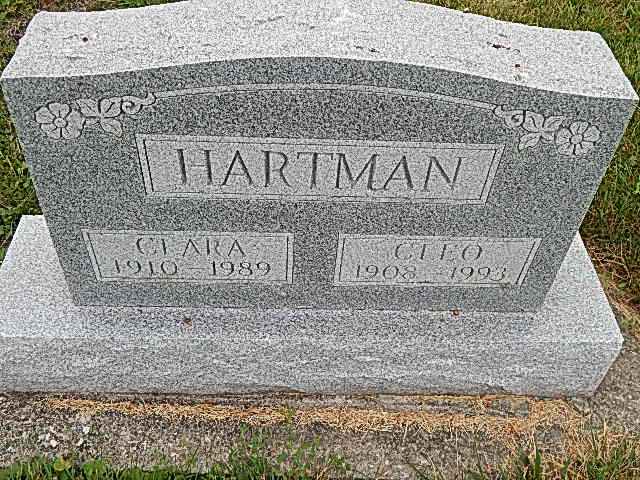 HARTMAN
CLARA
1910 - 1989
CLEO
1908 - 1993